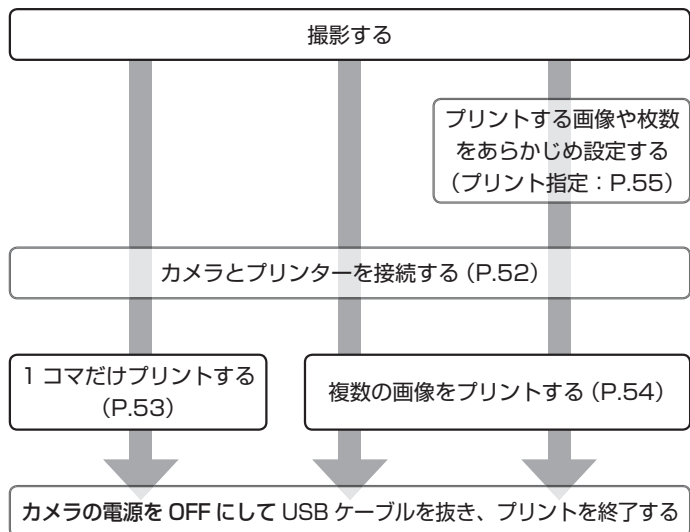 撮影する
プリントする画像や枚数
をあらかじめ設定する
（プリント指定：P.55）
カメラとプリンターを接続する（P.52）
1 コマだけプリントする
（P.53）
複数の画像をプリントする（P.54）
カメラの電源を OFF にして USB ケーブルを抜き、プリントを終了する